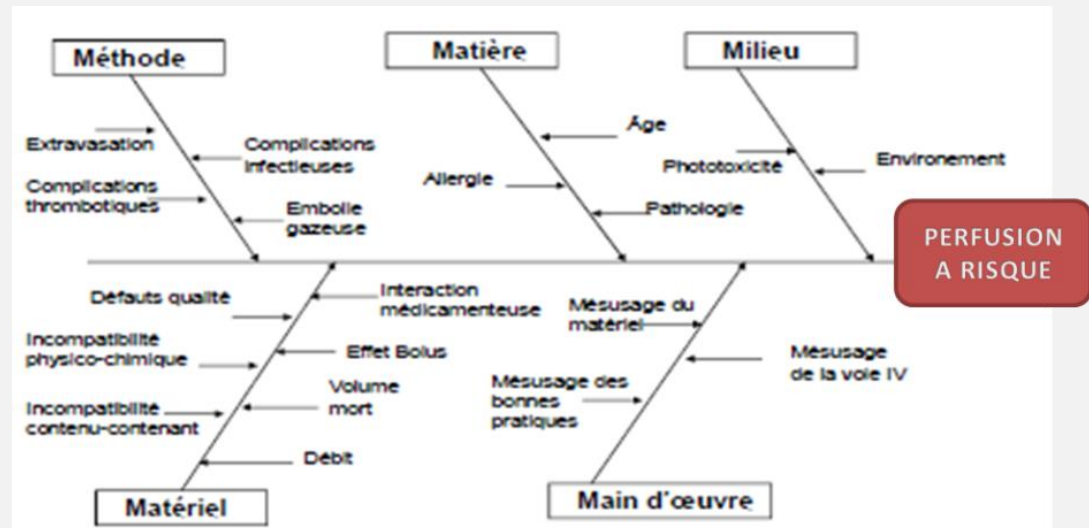 Méthode
Matière
Milieu
Extravasation
Complications
infectieuses
Complications
thrombotiques
Embolie
gazeuse
Âge
Allergie
Pathologie
Phototoxicité
Environement
PERFUSION
A RISQUE
Défauts qualité
Interaction
médicamenteuse
Incompatibilité
physico-chimique
Effet Bolus
Volume
mort
Incompatibilité
contenu-contenant
Débit
Mésusage du
matériel
Mésusage
de la voie IV
Mésusage des
bonnes
pratiques
Matériel
Main d'œuvre